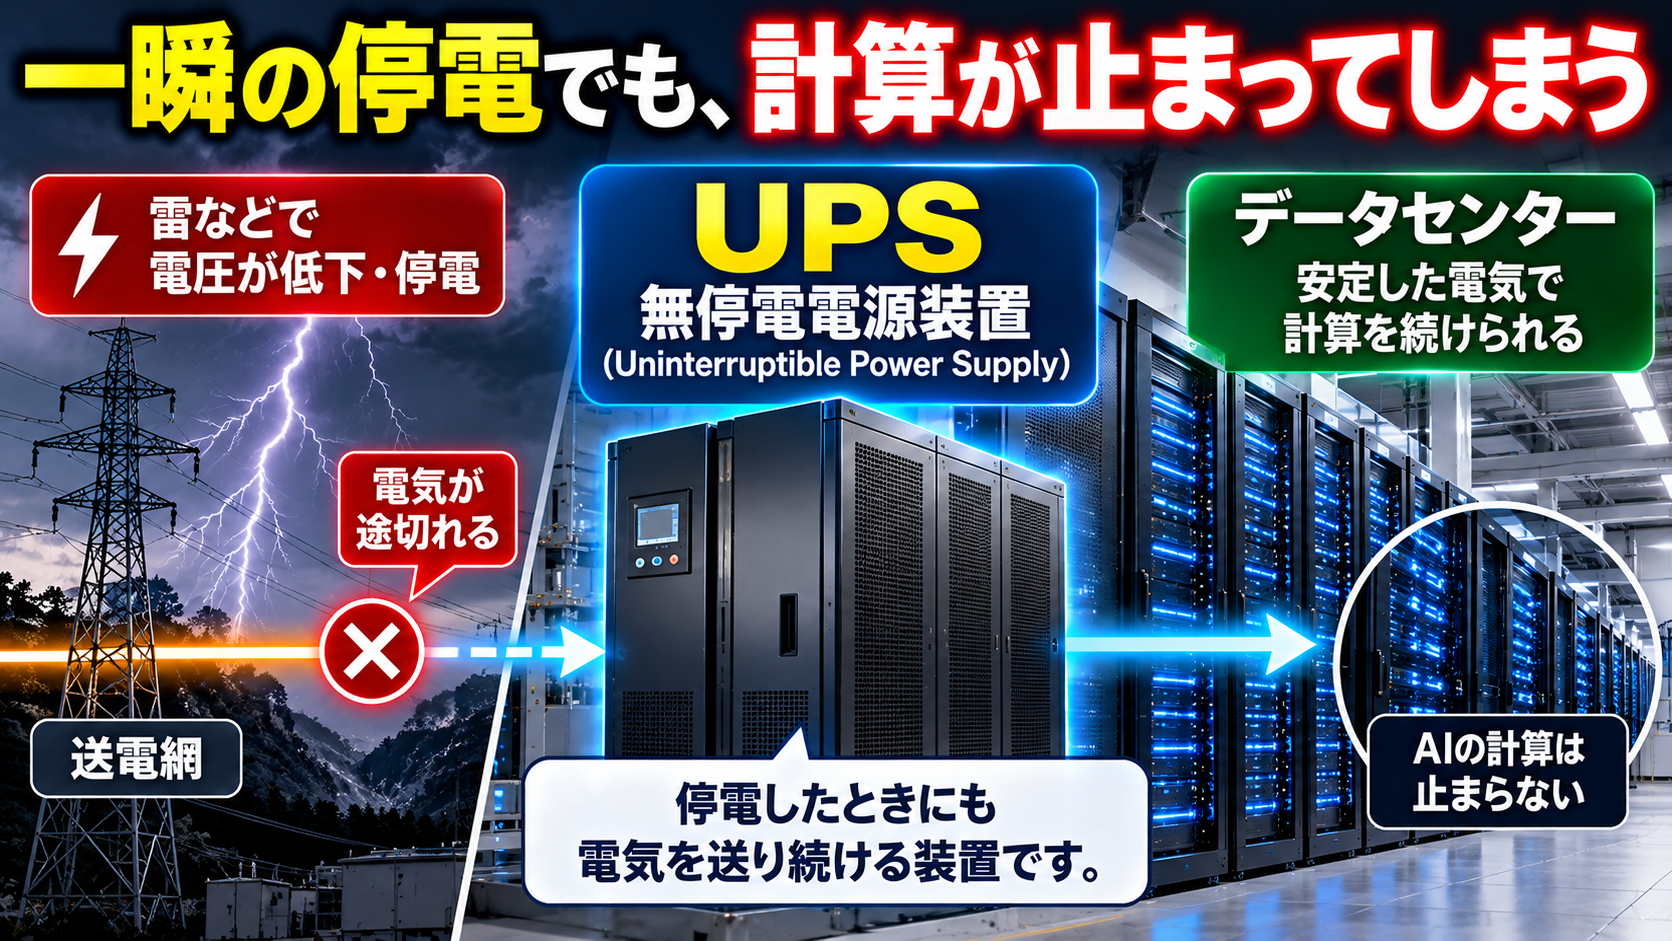 一瞬の停電でも、計算が止まってしまう
雷などで
電圧が低下・停電
UPS
無停電電源装置
(Uninterruptible Power Supply)
データセンター
安定した電気で
計算を続けられる
電気が
途切れる
送電網
停電したときにも
電気を送り続ける装置です。
AIの計算は
止まらない